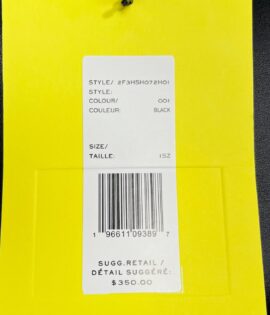 STYLE/ 2F3HSH072H01
STYLE:
COLOUR/ 001
COULEUR: BLACK
SIZE/
TAILLE: 1SZ
1 96611 09389 7
SUGG.RETAIL /
DÉTAIL SUGGÉRÉ:
$350.00